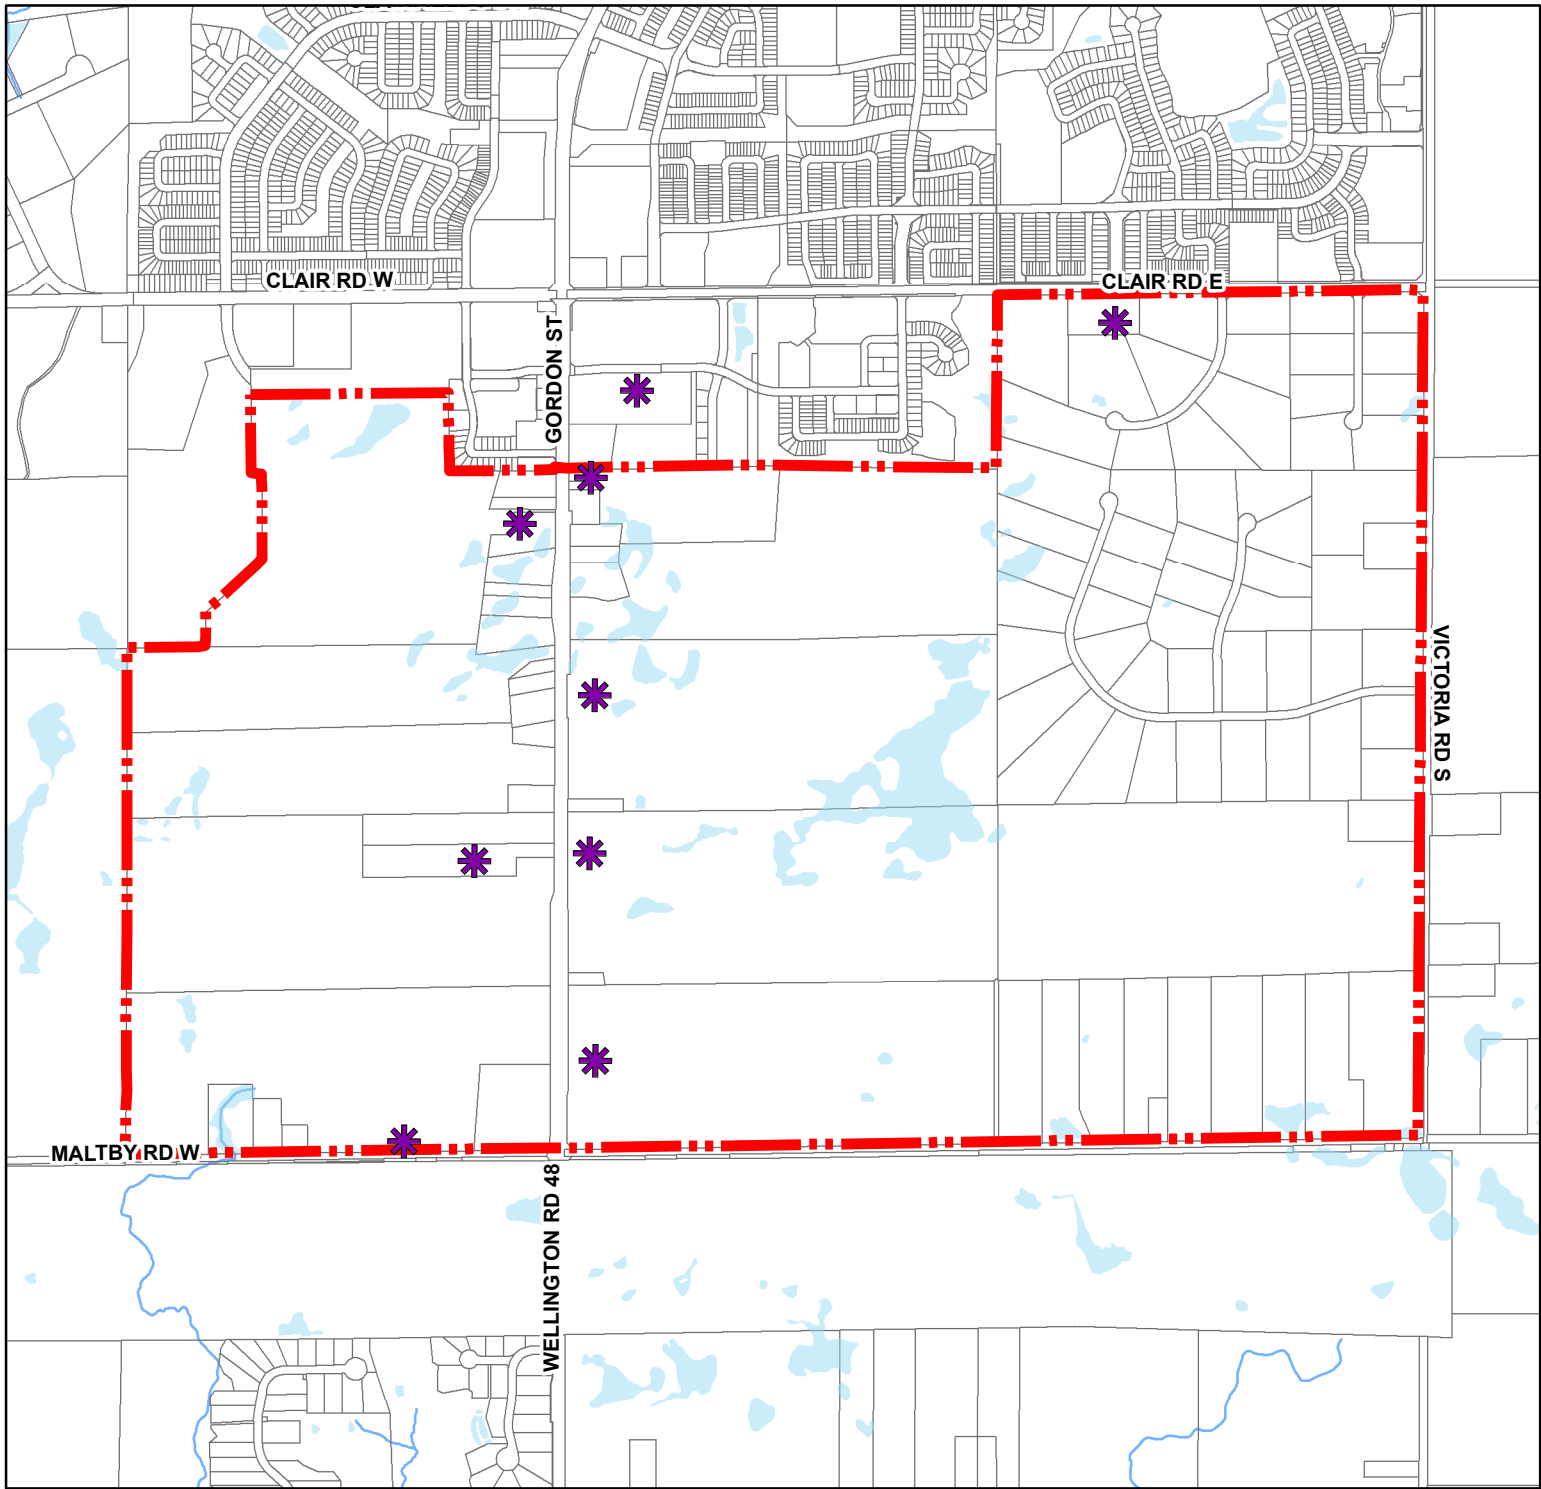 CLAIR RD W
CLAIR RD E
GORDON ST
VICTORIA RD S
MALTBY RD W
WELLINGTON RD 48